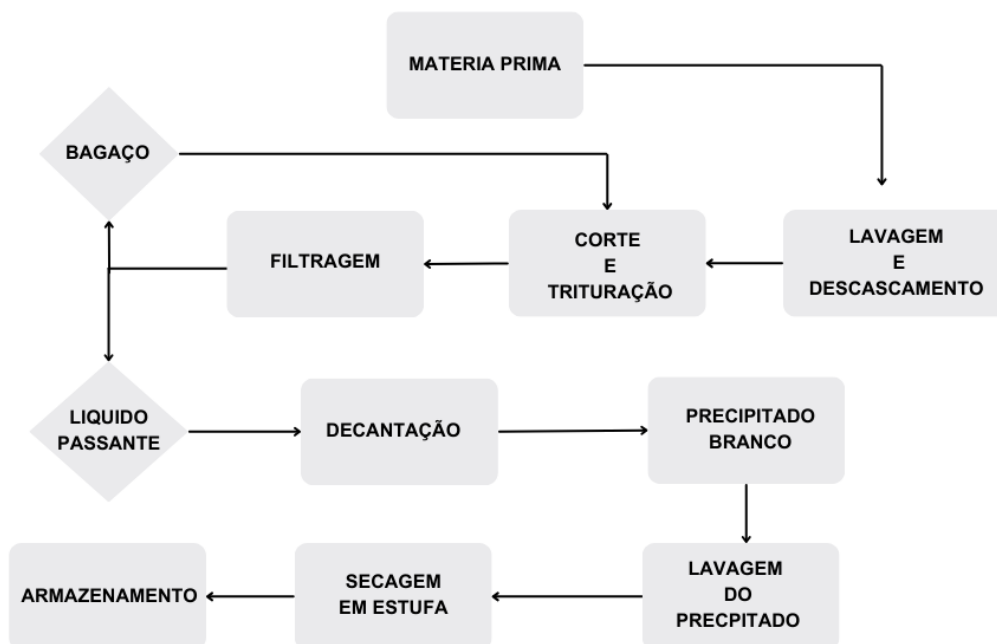 MATERIA PRIMA
BAGAÇO
FILTRAGEM
CORTE
E
TRITURAÇÃO
LAVAGEM
E
DESCASCAMENTO
LIQUIDO
PASSANTE
DECANTAÇÃO
PRECIPITADO
BRANCO
ARMAZENAMENTO
SECAGEM
EM ESTUFA
LAVAGEM
DO
PRECPITADO